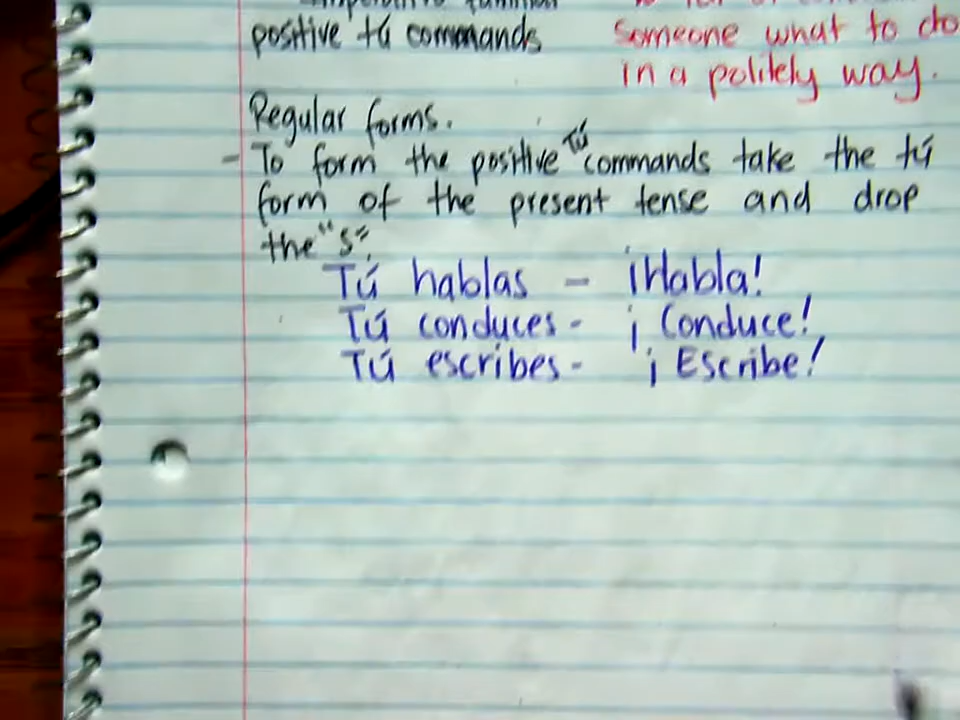 positive tú commands someone what to do
in a politely way.
Regular forms.
- To form the positive Tú commands take the tú
form of the present tense and drop
the "s".
Tú hablas - ¡Habla!
Tú conduces - ¡Conduce!
Tú escribes - ¡Escribe!